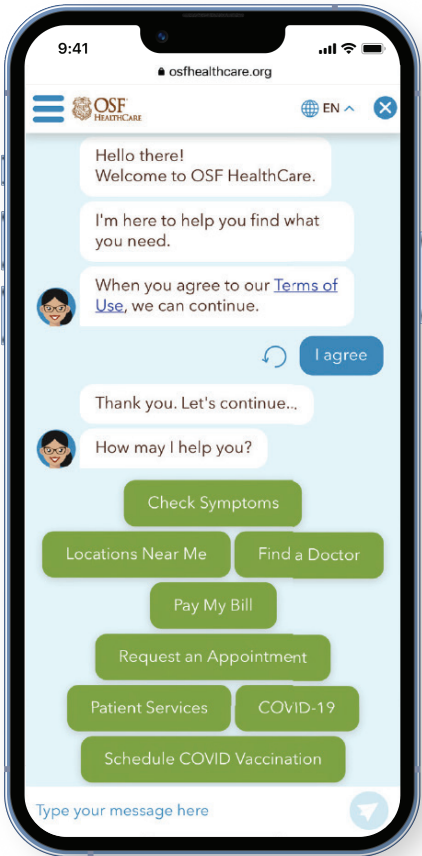 9:41
osfhealthcare.org
OSF
HEALTHCARE
EN
Hello there!
Welcome to OSF HealthCare.
I'm here to help you find what
you need.
When you agree to our Terms of
Use, we can continue.
I agree
Thank you. Let's continue...
How may I help you?
Check Symptoms
Locations Near Me
Find a Doctor
Pay My Bill
Request an Appointment
Patient Services
COVID-19
Schedule COVID Vaccination
Type your message here